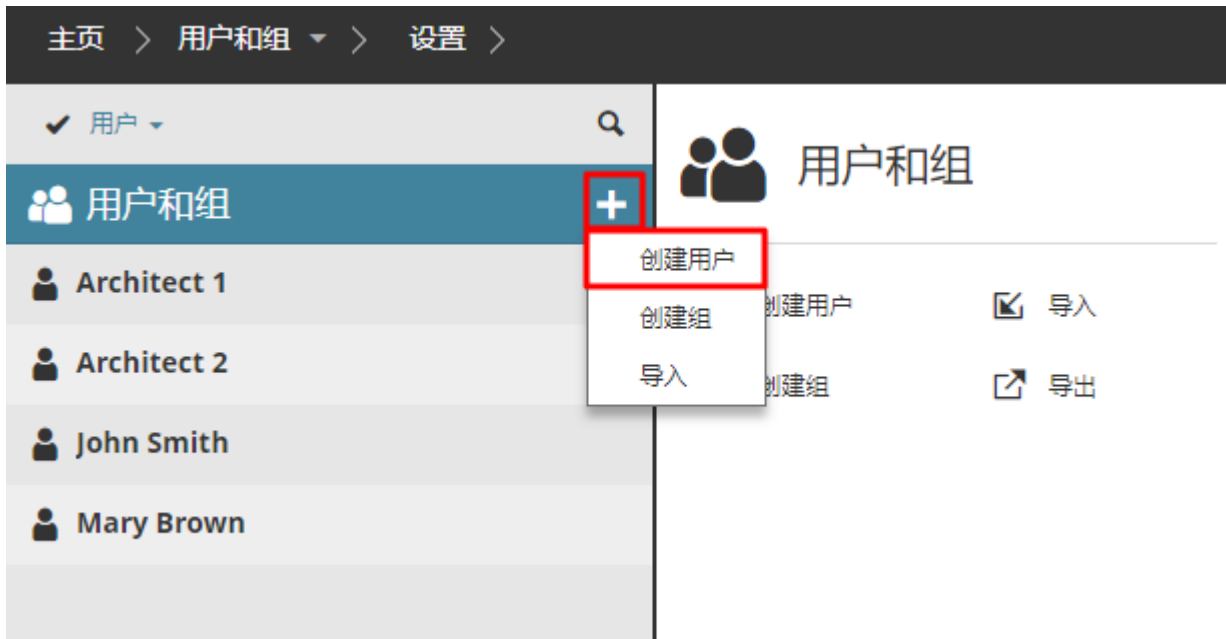 主页 > 用户和组 > 设置 >
用户
用户和组
Architect 1
Architect 2
John Smith
Mary Brown
创建用户
创建组
导入
用户和组
创建用户
导入
创建组
导出